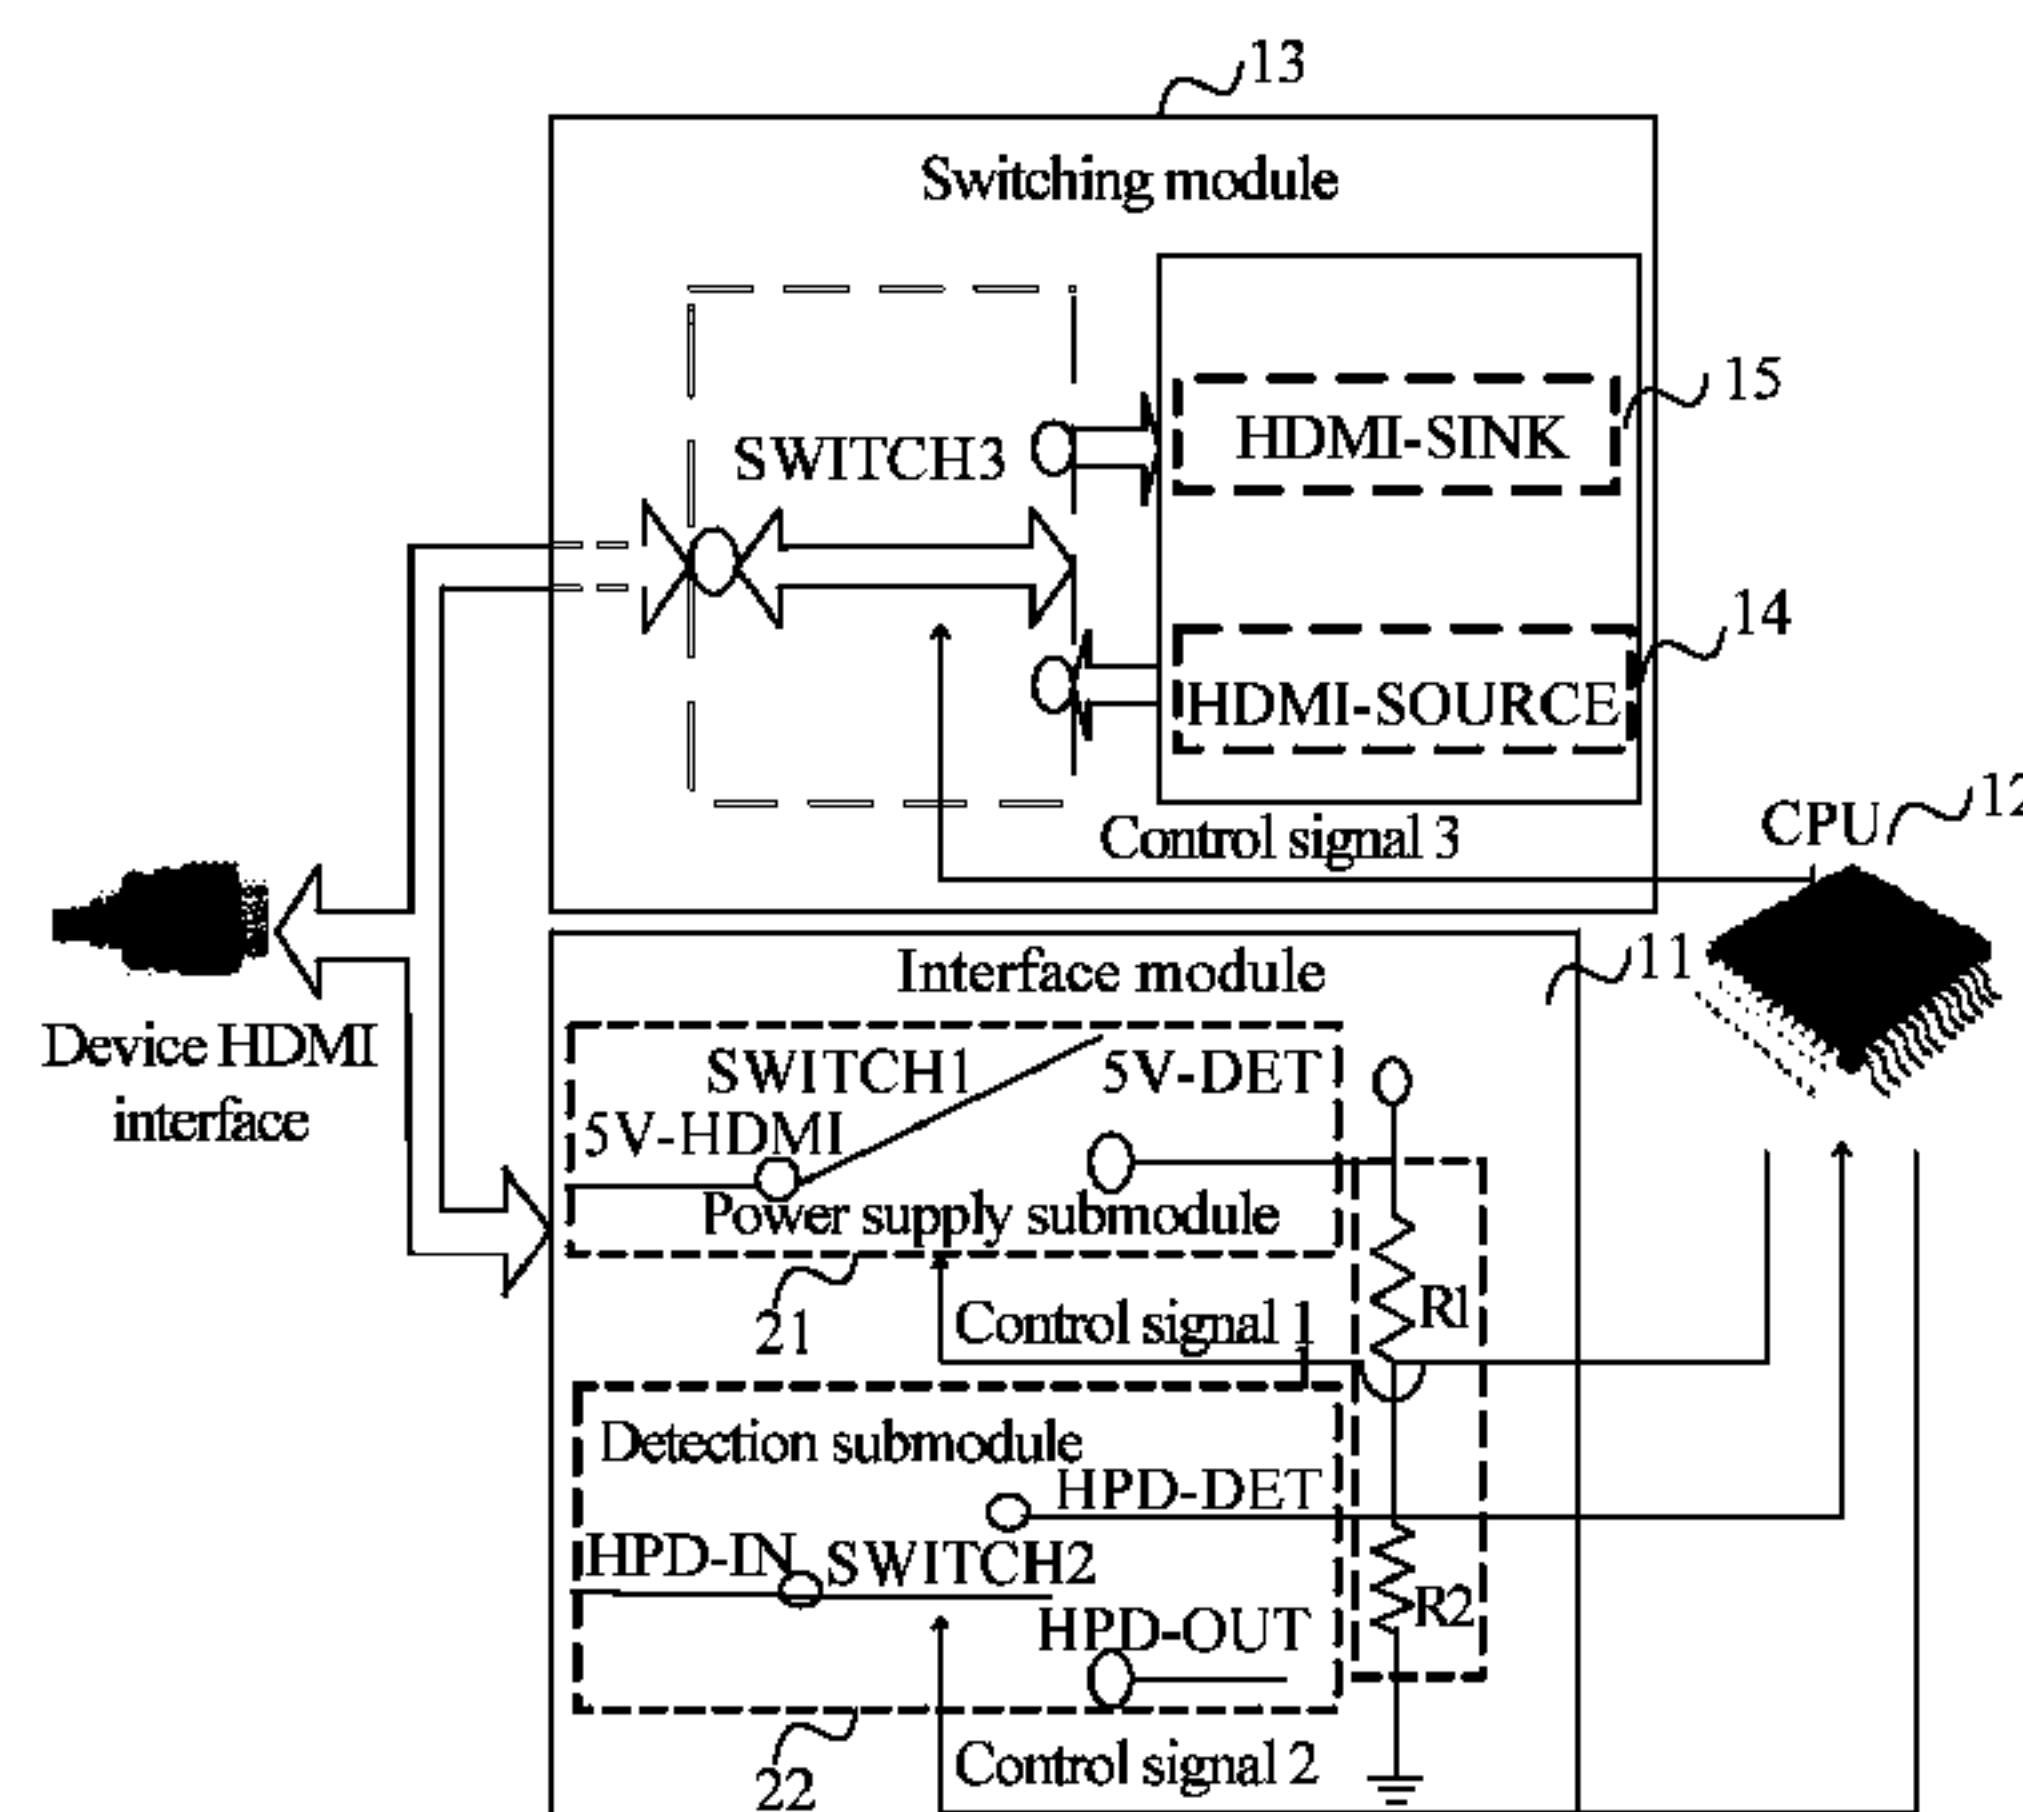 13
Switching module
15
HDMI-SINK
SWITCH3
14
HDMI-SOURCE
12
CPU
Control signal 3
11
Interface module
Device HDMI
interface
SWITCH1
5V-DET
5V-HDMI
Power supply submodule
R1
21
Control signal 1
Detection submodule
HPD-DET
HPD-IN
SWITCH2
R2
HPD-OUT
22
Control signal 2